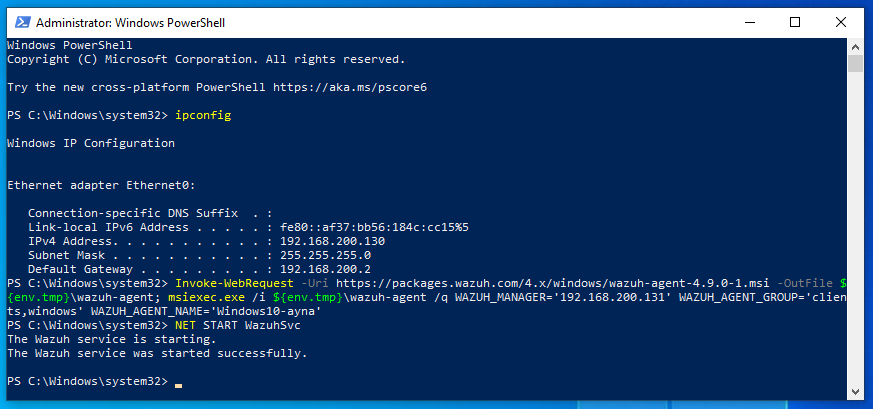 Administrator: Windows PowerShell
Windows PowerShell
Copyright (C) Microsoft Corporation. All rights reserved.
Try the new cross-platform PowerShell https://aka.ms/pscore6
PS C:\Windows\system32> ipconfig
Windows IP Configuration
Ethernet adapter Ethernet0:
   Connection-specific DNS Suffix  . :
   Link-local IPv6 Address . . . . . : fe80::af37:bb56:184c:cc15%5
   IPv4 Address. . . . . . . . . . . : 192.168.200.130
   Subnet Mask . . . . . . . . . . . : 255.255.255.0
   Default Gateway . . . . . . . . . : 192.168.200.2
PS C:\Windows\system32> Invoke-WebRequest -Uri https://packages.wazuh.com/4.x/windows/wazuh-agent-4.9.0-1.msi -OutFile $
{env.tmp}\wazuh-agent; msiexec.exe /i ${env.tmp}\wazuh-agent /q WAZUH_MANAGER='192.168.200.131' WAZUH_AGENT_GROUP='clien
ts,windows' WAZUH_AGENT_NAME='Windows10-ayna'
PS C:\Windows\system32> NET START WazuhSvc
The Wazuh service is starting.
The Wazuh service was started successfully.
PS C:\Windows\system32>